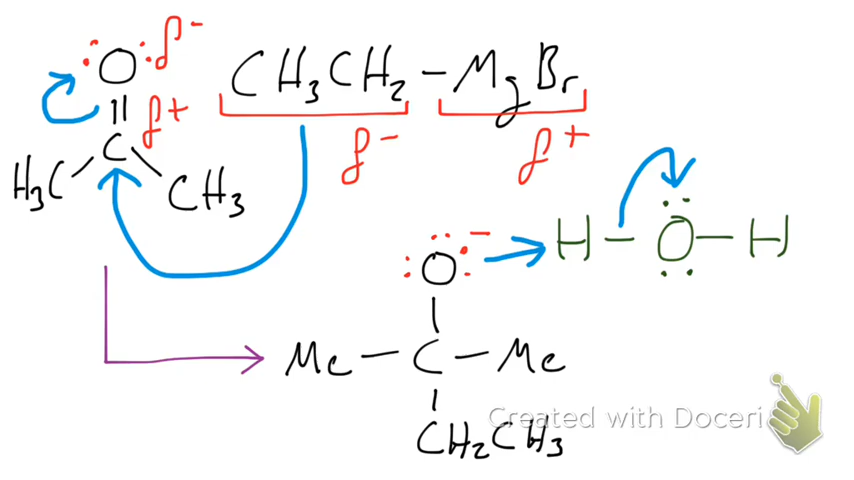 O δ-
CH3CH2-MgBr
δ+
C
H3C
CH3
δ-
δ+
H-O-H
O-
Me-C-Me
Created with Doceri
CH2CH3